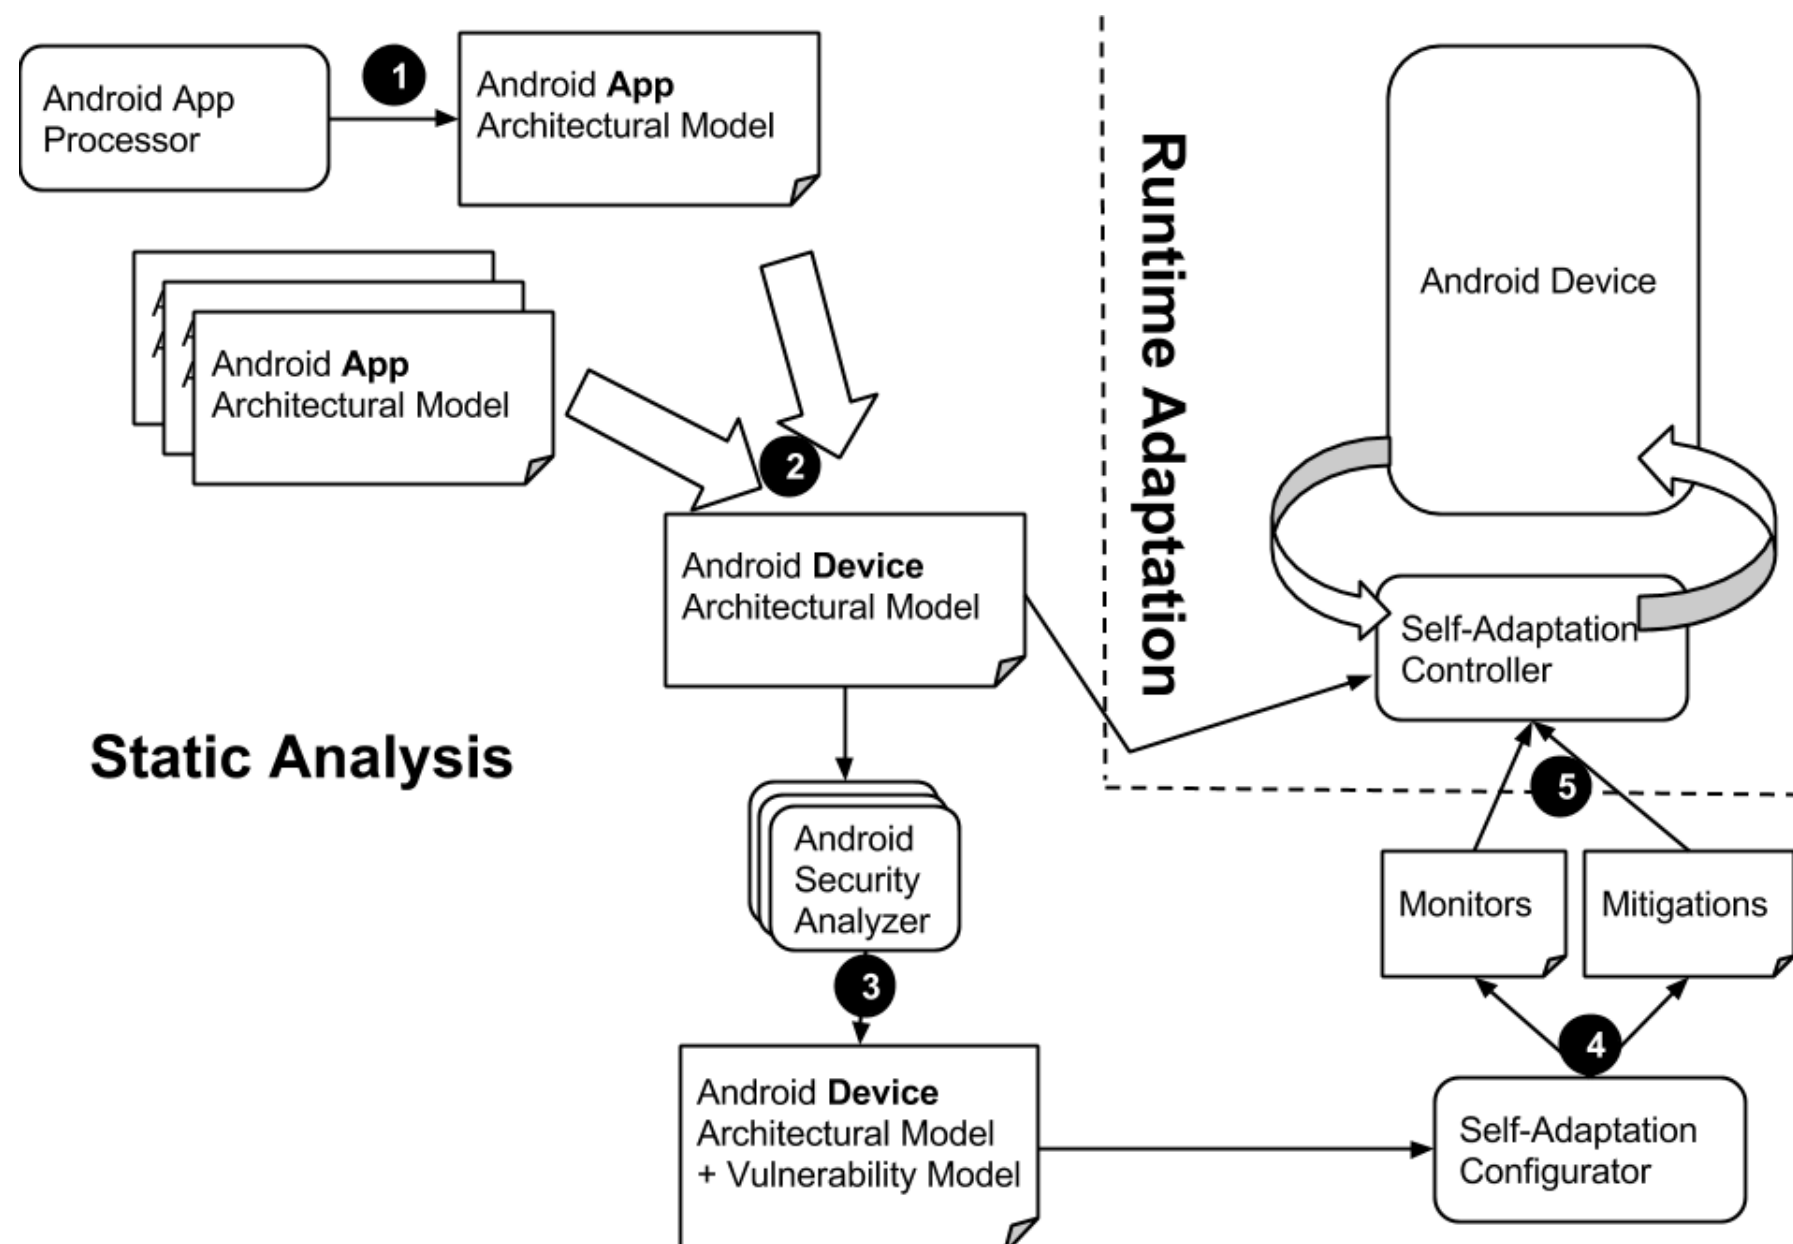 Android App
Processor
1
Android App
Architectural Model
A
A
A
A
Android App
Architectural Model
2
Android Device
Architectural Model
Static Analysis
Runtime Adaptation
Android Device
Self-Adaptation
Controller
5
Monitors
Mitigations
Android
Security
Analyzer
3
4
Android Device
Architectural Model
+ Vulnerability Model
Self-Adaptation
Configurator